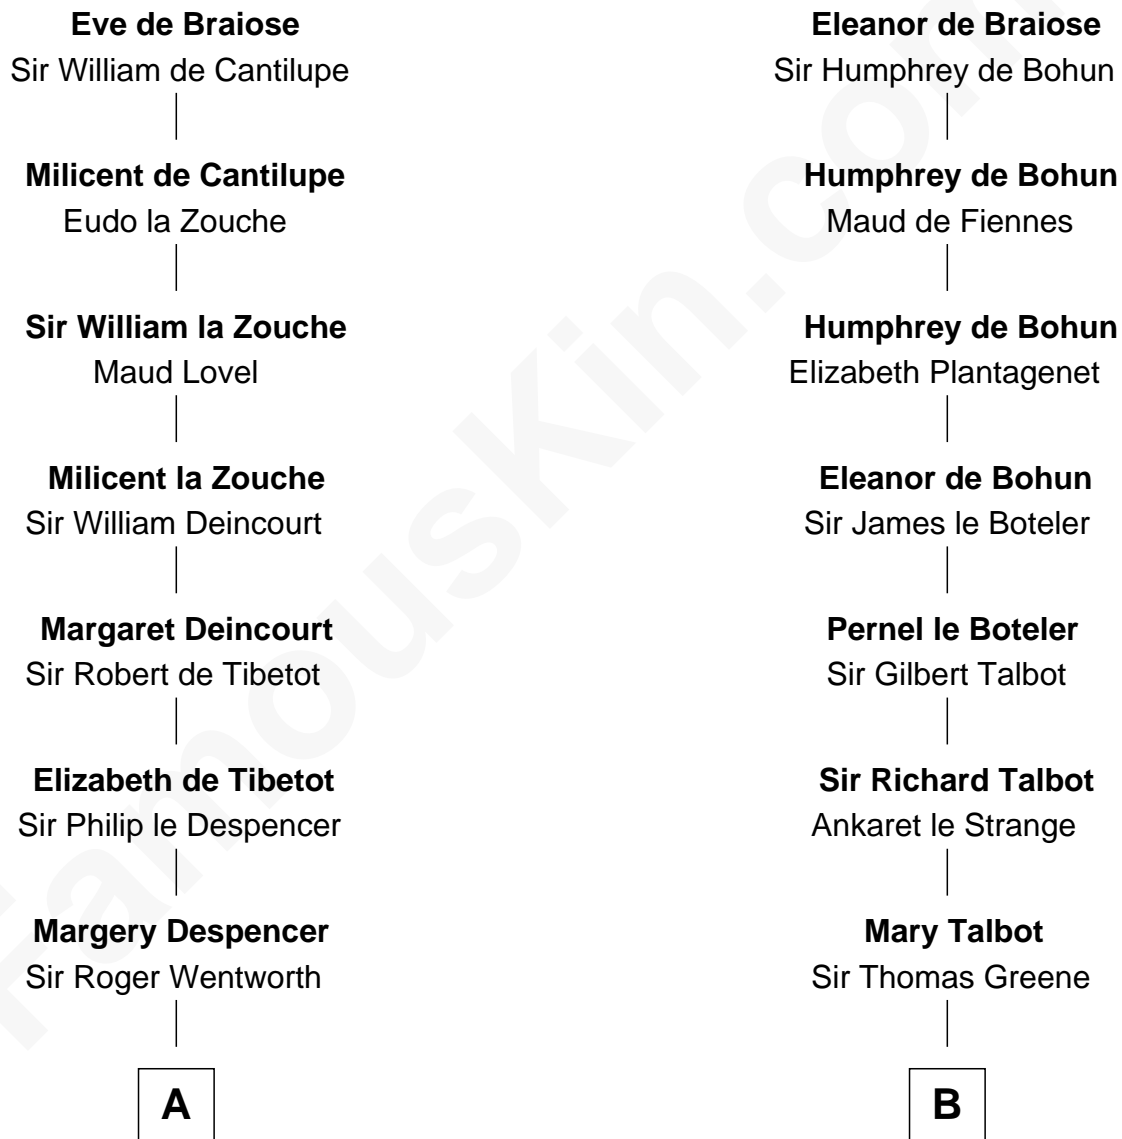 Eve de Braiose
Sir William de Cantilupe
Milicent de Cantilupe
Eudo la Zouche
Sir William la Zouche
Maud Lovel
Milicent la Zouche
Sir William Deincourt
Margaret Deincourt
Sir Robert de Tibetot
Elizabeth de Tibetot
Sir Philip le Despencer
Margery Despencer
Sir Roger Wentworth
A
Eleanor de Braiose
Sir Humphrey de Bohun
Humphrey de Bohun
Maud de Fiennes
Humphrey de Bohun
Elizabeth Plantagenet
Eleanor de Bohun
Sir James le Boteler
Pernel le Boteler
Sir Gilbert Talbot
Sir Richard Talbot
Ankaret le Strange
Mary Talbot
Sir Thomas Greene
B
FamousKin.com